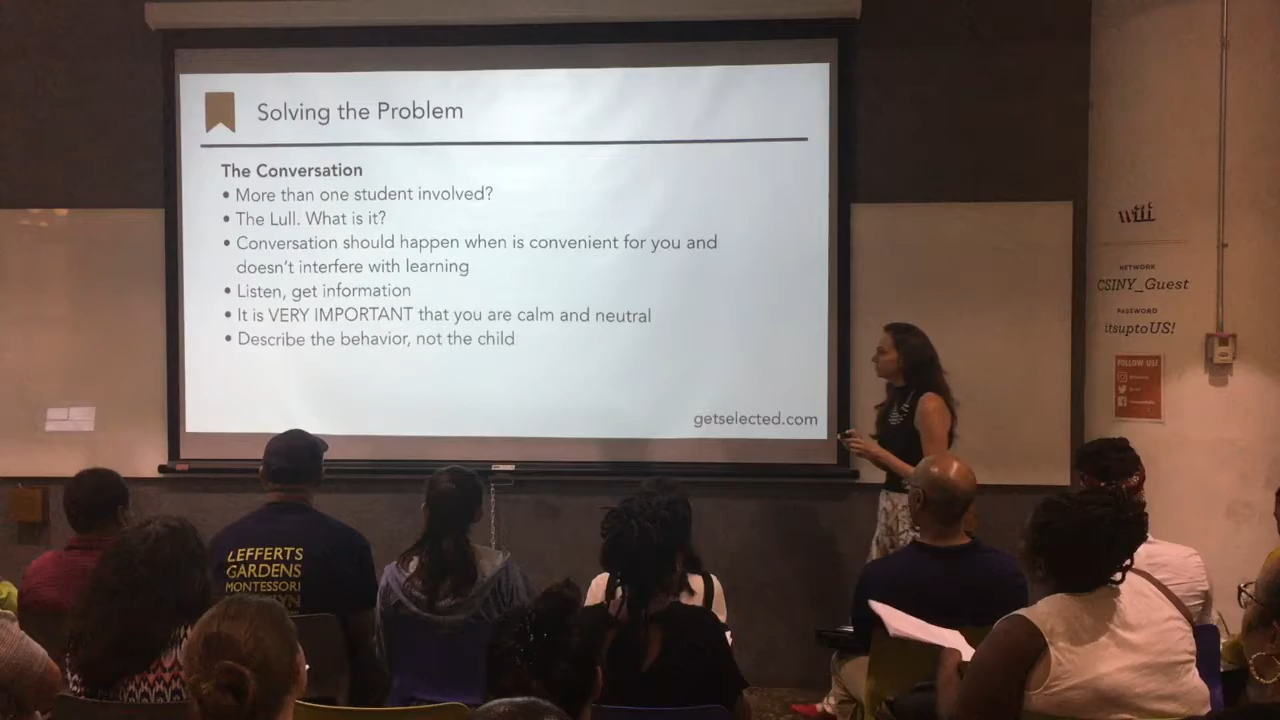 Solving the Problem
The Conversation
• More than one student involved?
• The Lull. What is it?
• Conversation should happen when is convenient for you and
doesn't interfere with learning
• Listen, get information
• It is VERY IMPORTANT that you are calm and neutral
• Describe the behavior, not the child
getselected.com
NETWORK
CSINY_Guest
PASSWORD
itsuptoUS!
FOLLOW US!
LEFFERTS
GARDENS
MONTESSORI